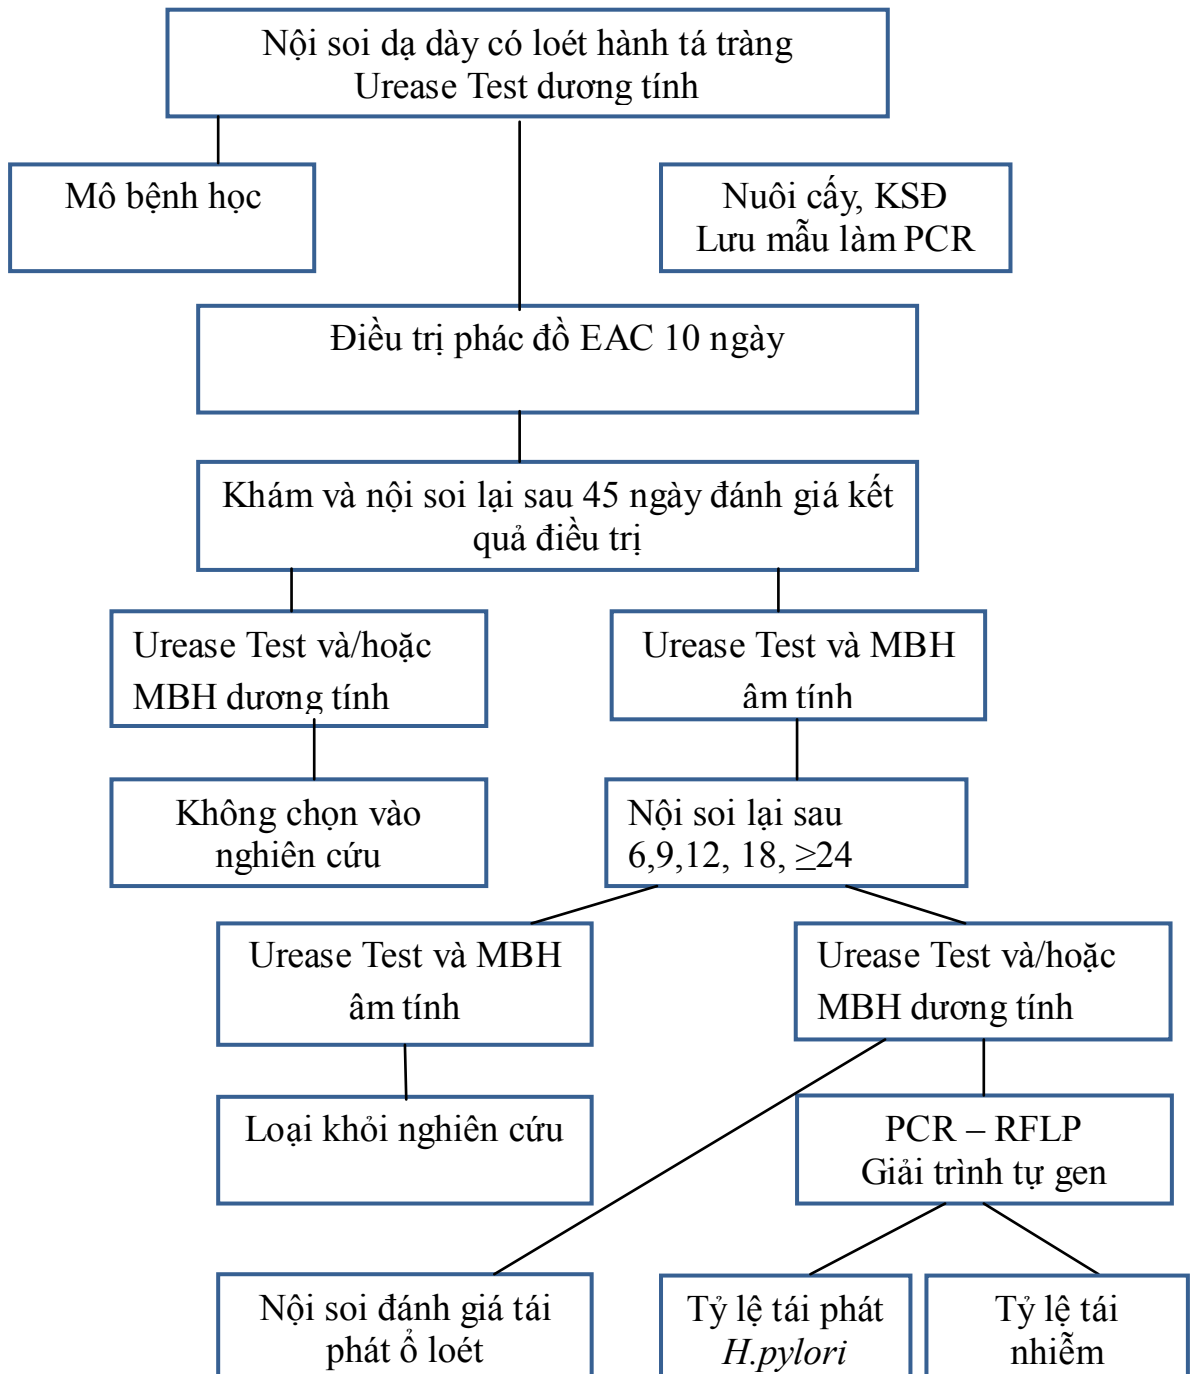 Nội soi dạ dày có loét hành tá tràng
Urease Test dương tính
Mô bệnh học
Nuôi cấy, KSĐ
Lưu mẫu làm PCR
Điều trị phác đồ EAC 10 ngày
Khám và nội soi lại sau 45 ngày đánh giá kết
quả điều trị
Urease Test và/hoặc
MBH dương tính
Urease Test và MBH
âm tính
Không chọn vào
nghiên cứu
Nội soi lại sau
6,9,12, 18, ≥24
Urease Test và MBH
âm tính
Urease Test và/hoặc
MBH dương tính
Loại khỏi nghiên cứu
PCR – RFLP
Giải trình tự gen
Nội soi đánh giá tái
phát ổ loét
Tỷ lệ tái phát
H.pylori
Tỷ lệ tái
nhiễm